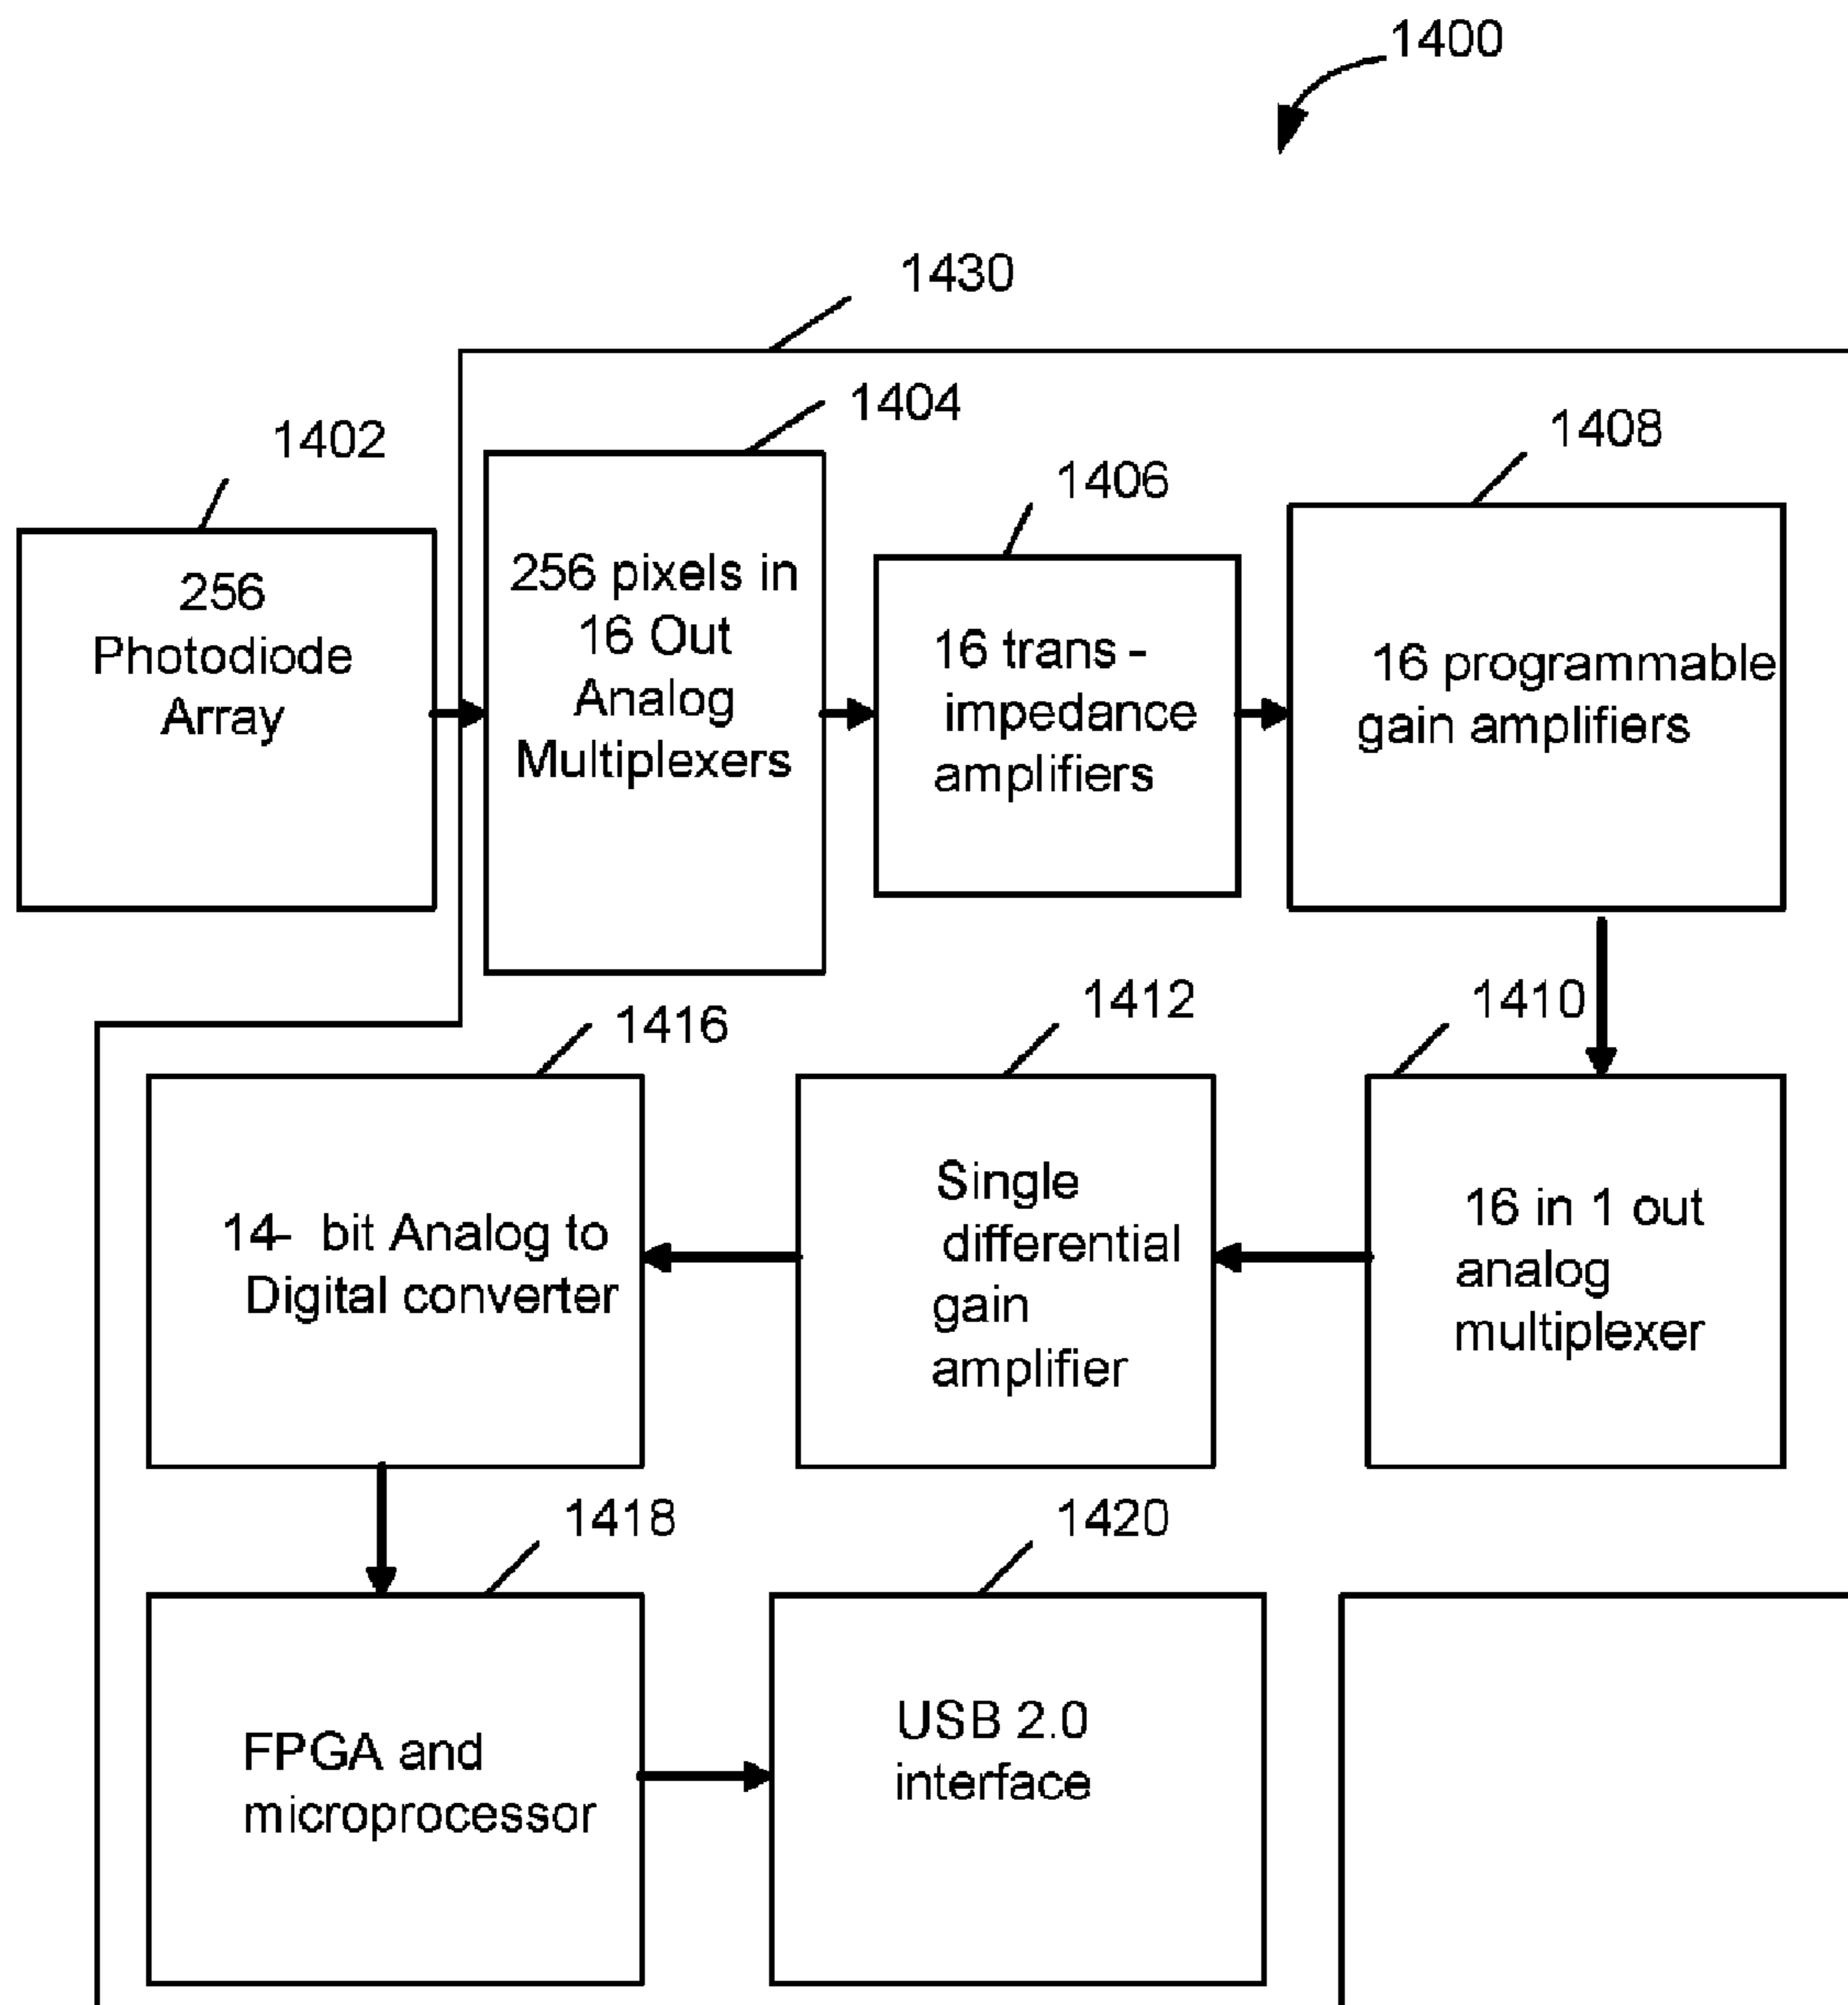 1400
1430
1404
1402
1408
1406
256
Photodiode
Array
256 pixels in
16 Out
Analog
Multiplexers
16 trans -
impedance
amplifiers
16 programmable
gain amplifiers
1416
1412
1410
14-  bit Analog to
Digital converter
Single
differential
gain
amplifier
16 in 1 out
analog
multiplexer
1418
1420
FPGA and
microprocessor
USB 2.0
interface